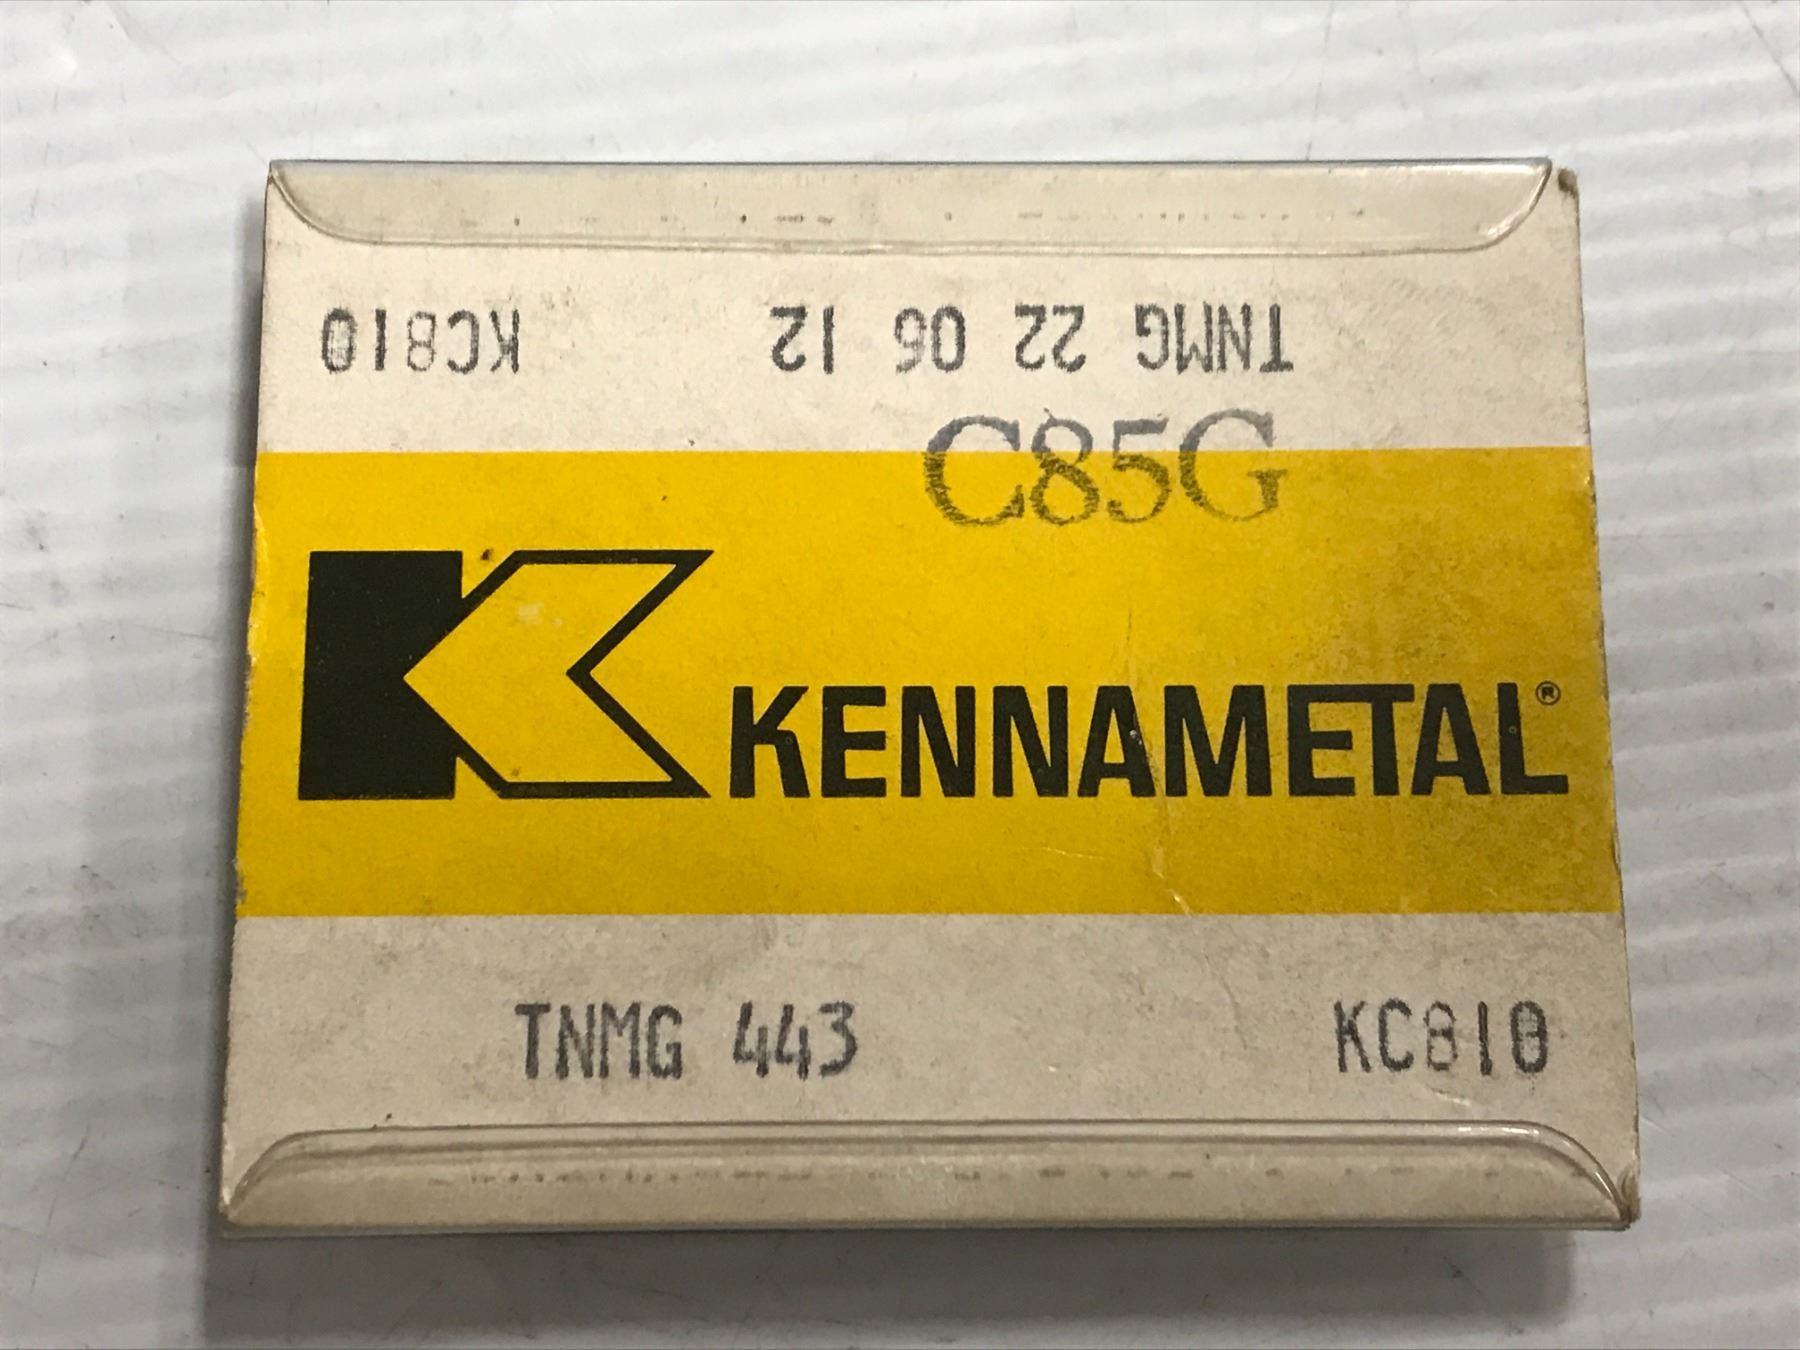 TNMG 22 06 12 KC810
C85G
KENNAMETAL®
TNMG 443 KC810